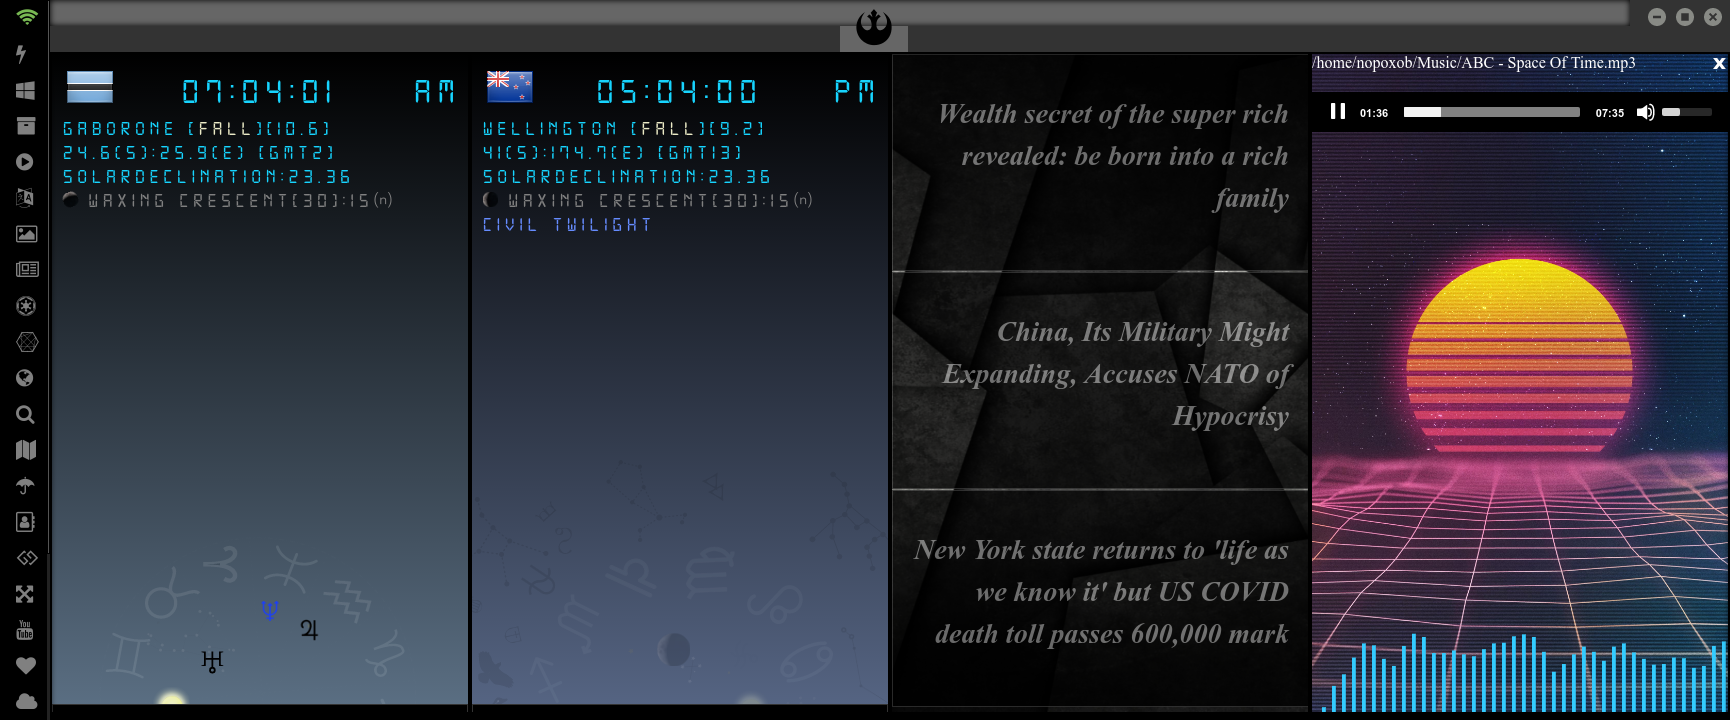 07:04:01 AM
GABORONE [FALL][10.6]
24.6(S):25.9(E) [GMT2]
SOLARDECLINATION:23.36
WAXING CRESCENT[30]:15(n)
05:04:00 PM
WELLINGTON [FALL][9.2]
41(S):174.7(E) [GMT13]
SOLARDECLINATION:23.36
WAXING CRESCENT[30]:15(n)
CIVIL TWILIGHT
Wealth secret of the super rich
revealed: be born into a rich
family
China, Its Military Might
Expanding, Accuses NATO of
Hypocrisy
New York state returns to 'life as
we know it' but US COVID
death toll passes 600,000 mark
/home/nopoxob/Music/ABC - Space Of Time.mp3 X
01:36 07:35
You
Tube